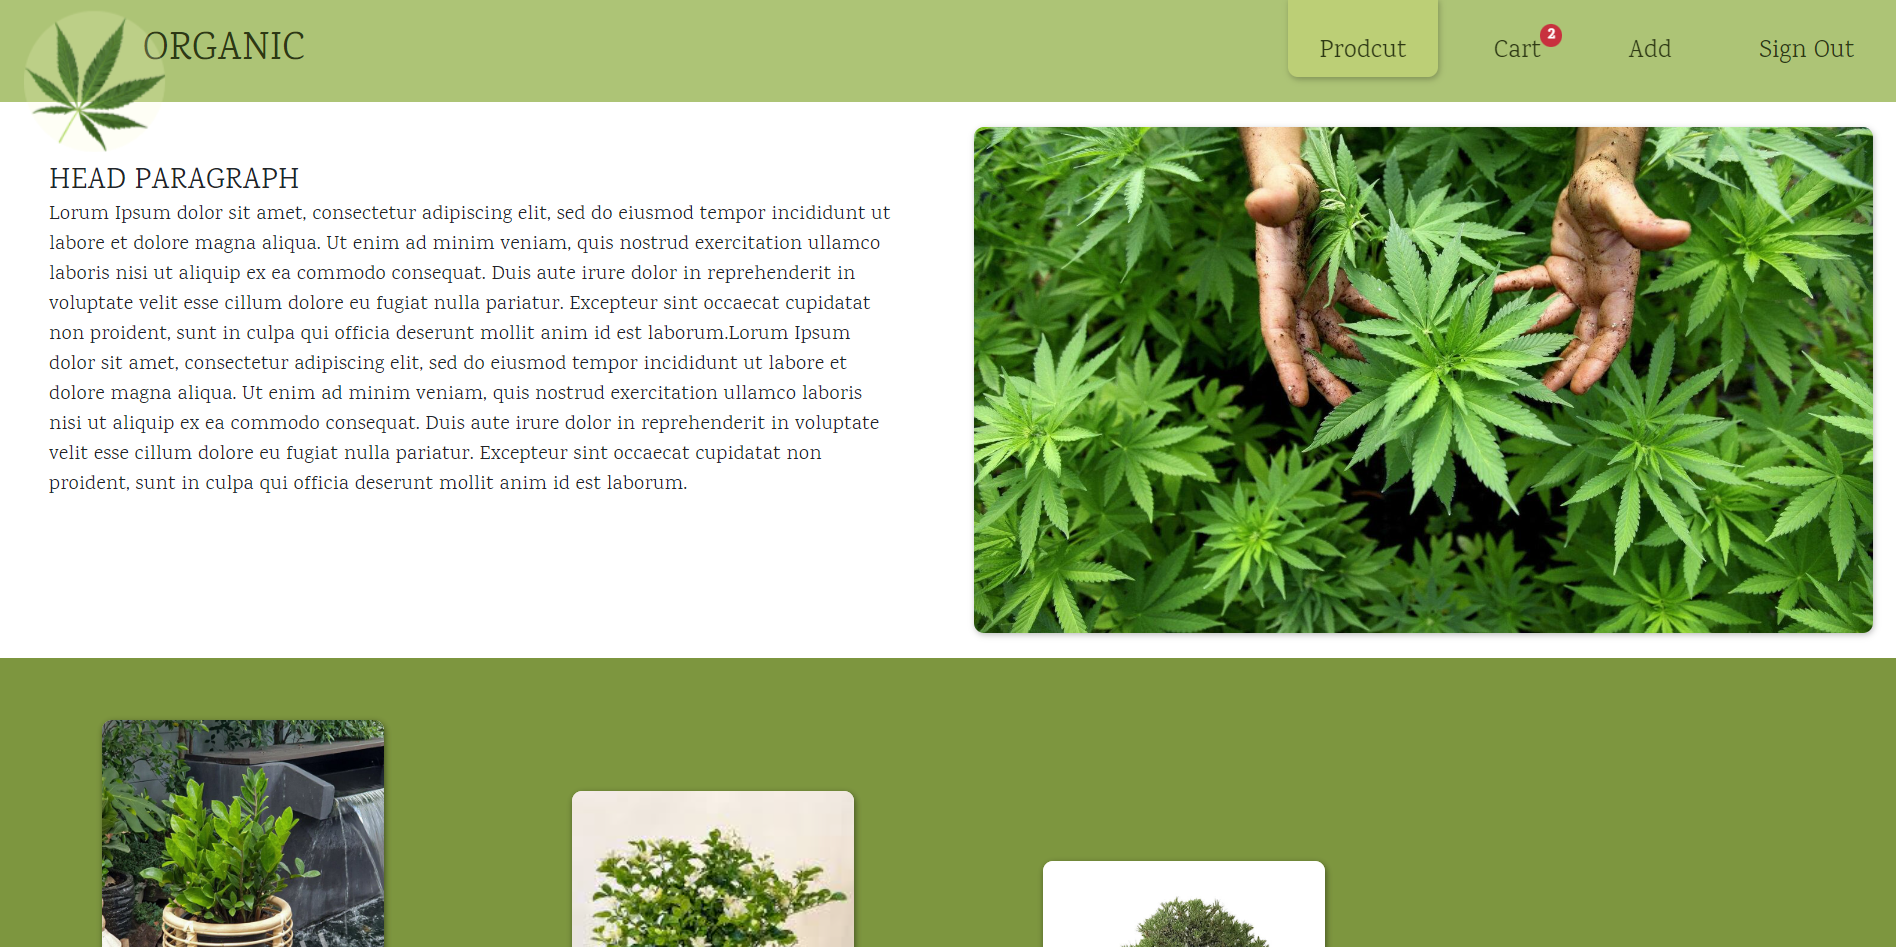 ORGANIC
Prodcut
Cart
2
Add
Sign Out
HEAD PARAGRAPH
Lorum Ipsum dolor sit amet, consectetur adipiscing elit, sed do eiusmod tempor incididunt ut
labore et dolore magna aliqua. Ut enim ad minim veniam, quis nostrud exercitation ullamco
laboris nisi ut aliquip ex ea commodo consequat. Duis aute irure dolor in reprehenderit in
voluptate velit esse cillum dolore eu fugiat nulla pariatur. Excepteur sint occaecat cupidatat
non proident, sunt in culpa qui officia deserunt mollit anim id est laborum.Lorum Ipsum
dolor sit amet, consectetur adipiscing elit, sed do eiusmod tempor incididunt ut labore et
dolore magna aliqua. Ut enim ad minim veniam, quis nostrud exercitation ullamco laboris
nisi ut aliquip ex ea commodo consequat. Duis aute irure dolor in reprehenderit in voluptate
velit esse cillum dolore eu fugiat nulla pariatur. Excepteur sint occaecat cupidatat non
proident, sunt in culpa qui officia deserunt mollit anim id est laborum.